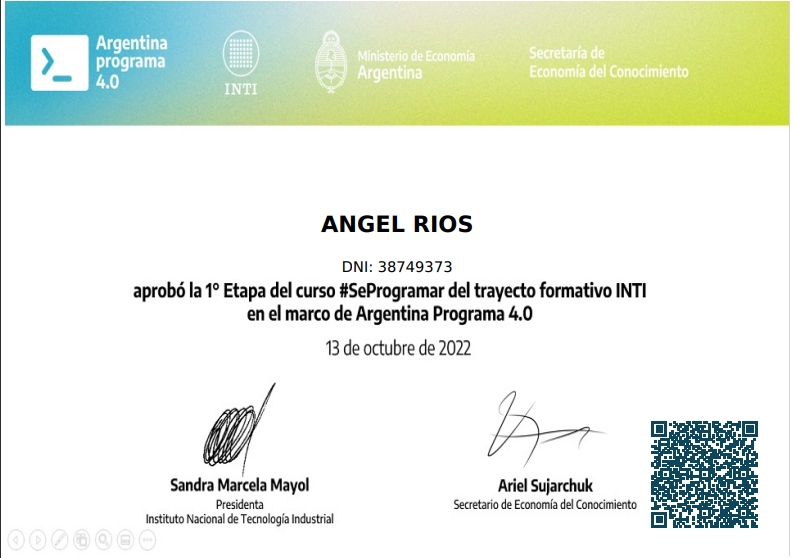 Argentina
programa
4.0
INTI
Ministerio de Economía
Argentina
Secretaría de
Economía del Conocimiento
ANGEL RIOS
DNI: 38749373
aprobó la 1° Etapa del curso #SeProgramar del trayecto formativo INTI
en el marco de Argentina Programa 4.0
13 de octubre de 2022
Sandra Marcela Mayol
Presidenta
Instituto Nacional de Tecnología Industrial
Ariel Sujarchuk
Secretario de Economía del Conocimiento